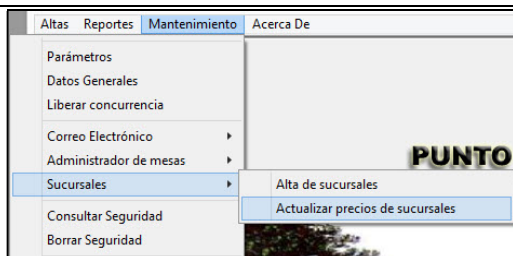 Altas Reportes Mantenimiento Acerca De
Parámetros
Datos Generales
Liberar concurrencia
Correo Electrónico
Administrador de mesas
PUNTO
Sucursales
Alta de sucursales
Actualizar precios de sucursales
Consultar Seguridad
Borrar Seguridad